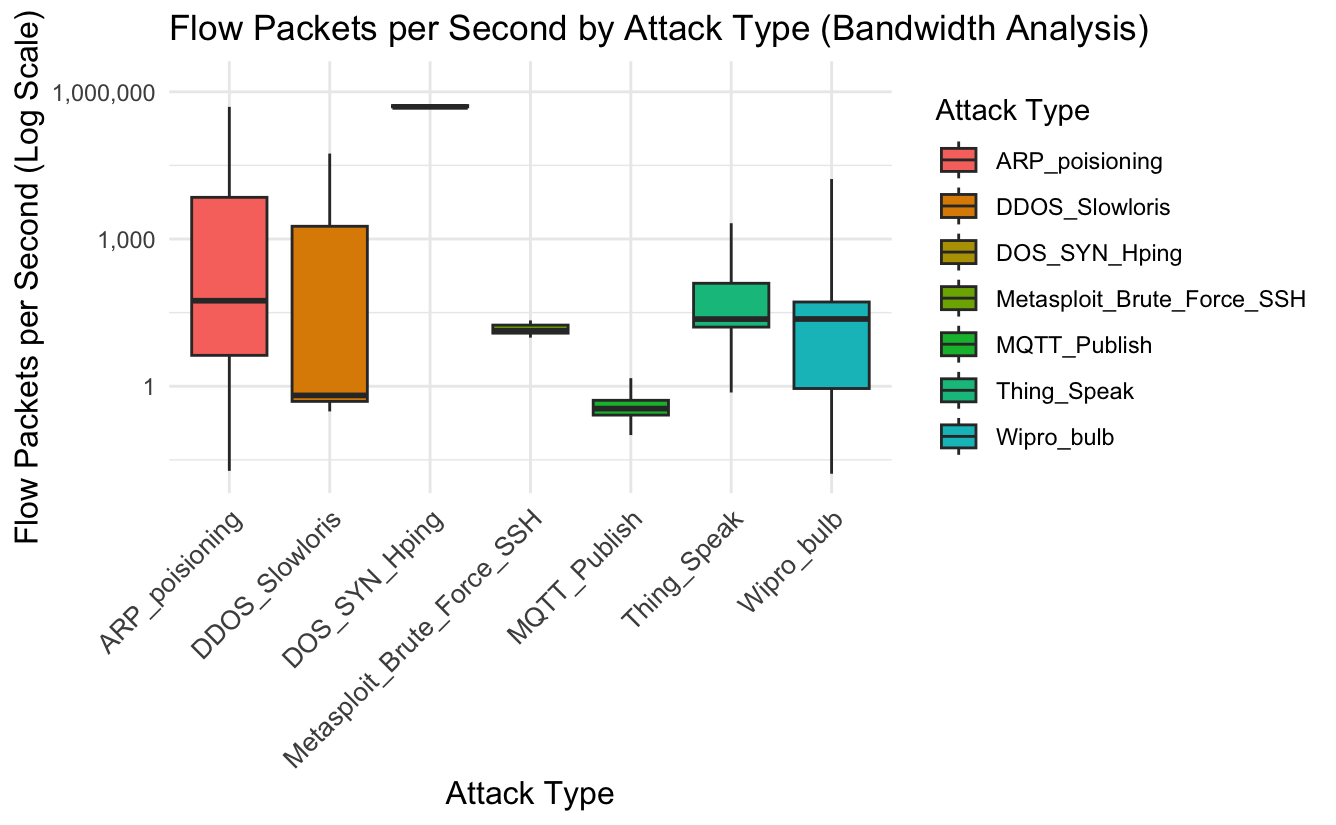 Flow Packets per Second by Attack Type (Bandwidth Analysis)
Flow Packets per Second (Log Scale)
1,000,000
1,000
1
ARP_poisioning
DDOS_Slowloris
DOS_SYN_Hping
Metasploit_Brute_Force_SSH
MQTT_Publish
Thing_Speak
Wipro_bulb
Attack Type
Attack Type
ARP_poisioning
DDOS_Slowloris
DOS_SYN_Hping
Metasploit_Brute_Force_SSH
MQTT_Publish
Thing_Speak
Wipro_bulb